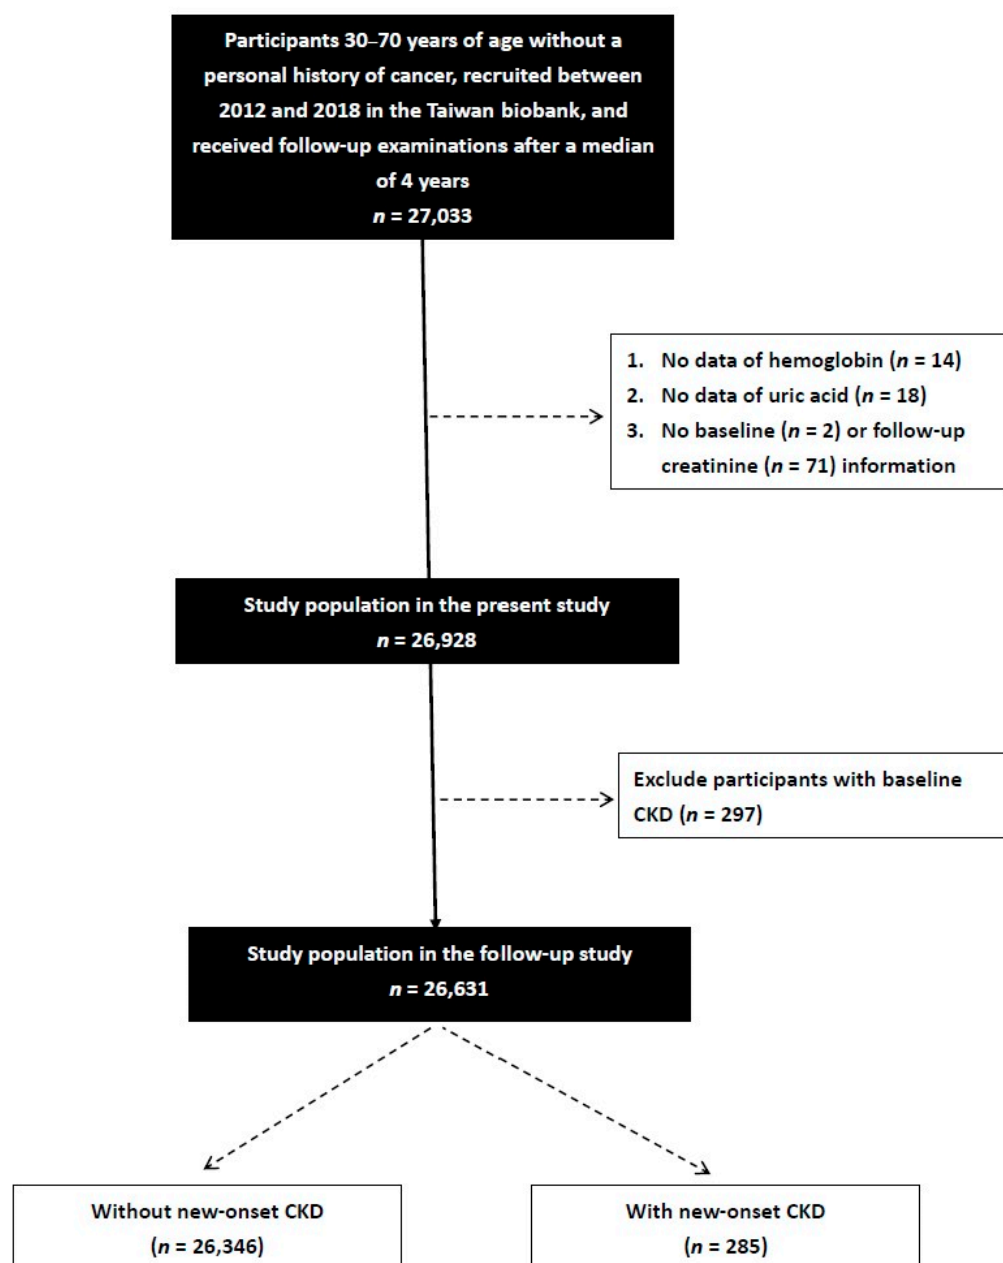 Participants 30–70 years of age without a
personal history of cancer, recruited between
2012 and 2018 in the Taiwan biobank, and
received follow-up examinations after a median
of 4 years
n = 27,033
1. No data of hemoglobin (n = 14)
2. No data of uric acid (n = 18)
3. No baseline (n = 2) or follow-up
creatinine (n = 71) information
Study population in the present study
n = 26,928
Exclude participants with baseline
CKD (n = 297)
Study population in the follow-up study
n = 26,631
Without new-onset CKD
(n = 26,346)
With new-onset CKD
(n = 285)